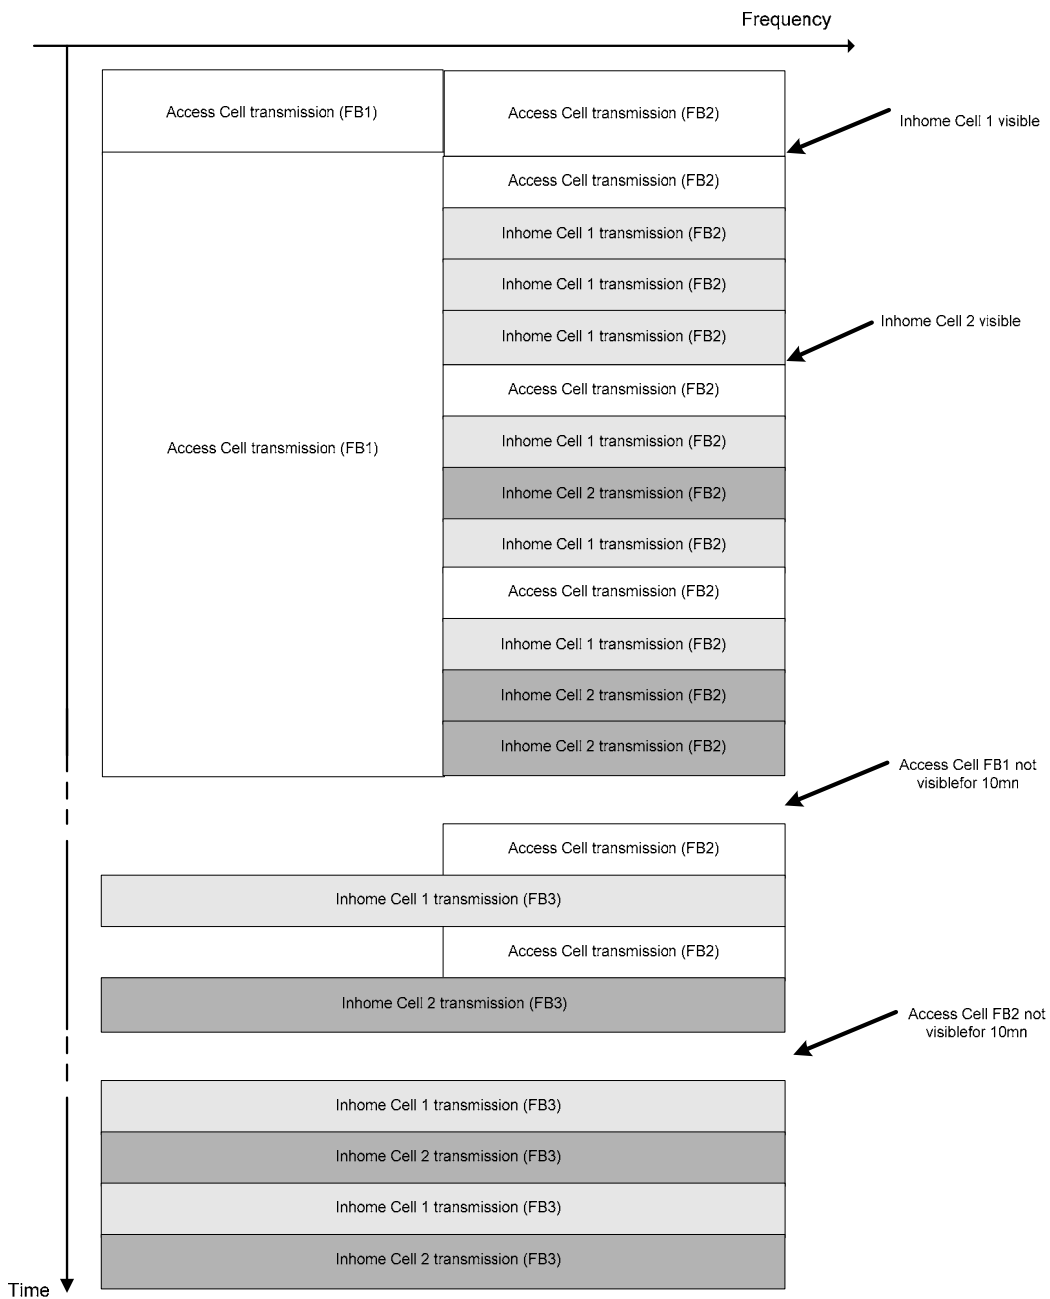 Frequency
Access Cell transmission (FB1)
Access Cell transmission (FB2)
Inhome Cell 1 visible
Access Cell transmission (FB2)
Inhome Cell 1 transmission (FB2)
Inhome Cell 1 transmission (FB2)
Inhome Cell 2 visible
Inhome Cell 1 transmission (FB2)
Access Cell transmission (FB2)
Inhome Cell 1 transmission (FB2)
Access Cell transmission (FB1)
Inhome Cell 2 transmission (FB2)
Inhome Cell 1 transmission (FB2)
Access Cell transmission (FB2)
Inhome Cell 1 transmission (FB2)
Inhome Cell 2 transmission (FB2)
Inhome Cell 2 transmission (FB2)
Access Cell FB1 not
visiblefor 10mn
Access Cell transmission (FB2)
Inhome Cell 1 transmission (FB3)
Access Cell transmission (FB2)
Inhome Cell 2 transmission (FB3)
Access Cell FB2 not
visiblefor 10mn
Inhome Cell 1 transmission (FB3)
Inhome Cell 2 transmission (FB3)
Inhome Cell 1 transmission (FB3)
Inhome Cell 2 transmission (FB3)
Time